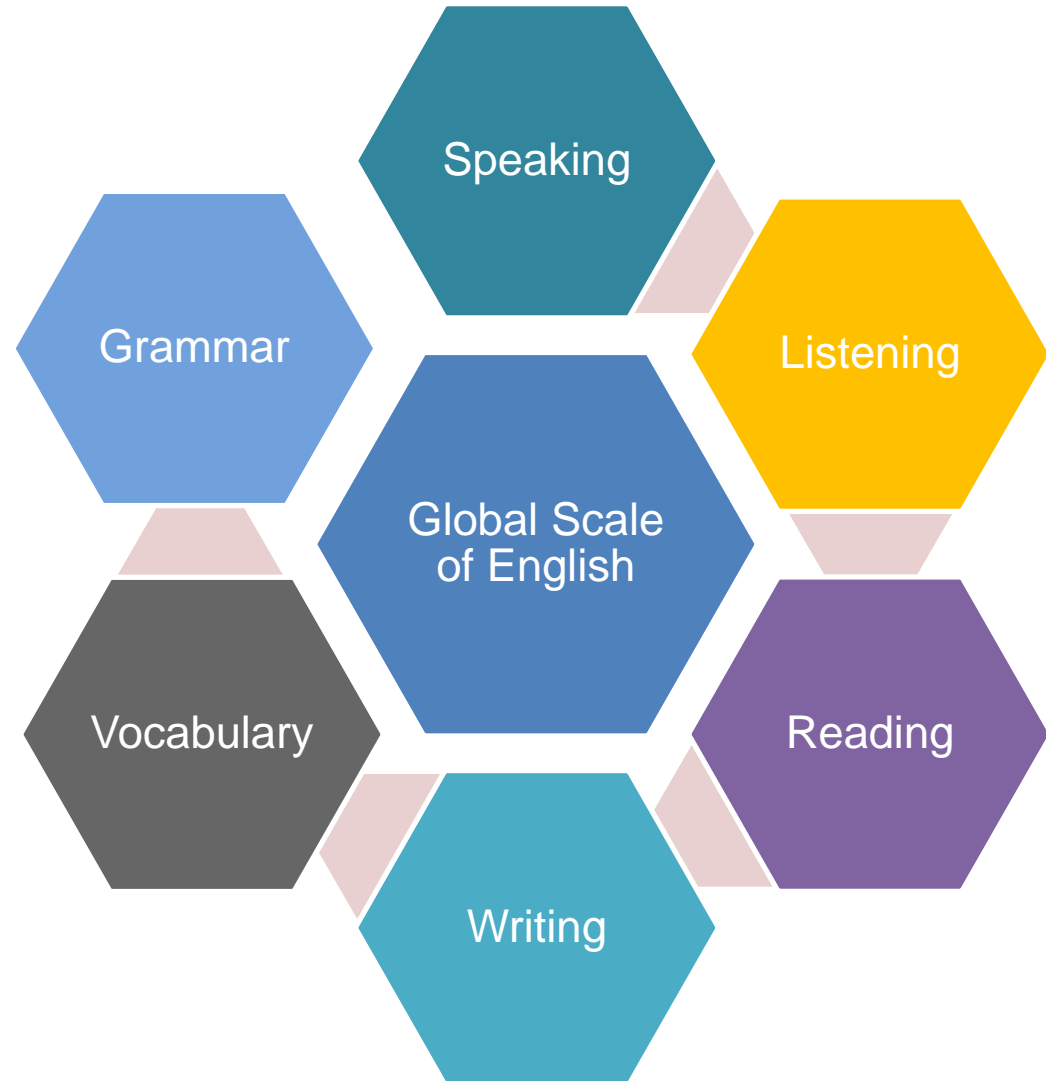 Speaking
Grammar
Listening
Global Scale
of English
Vocabulary
Reading
Writing